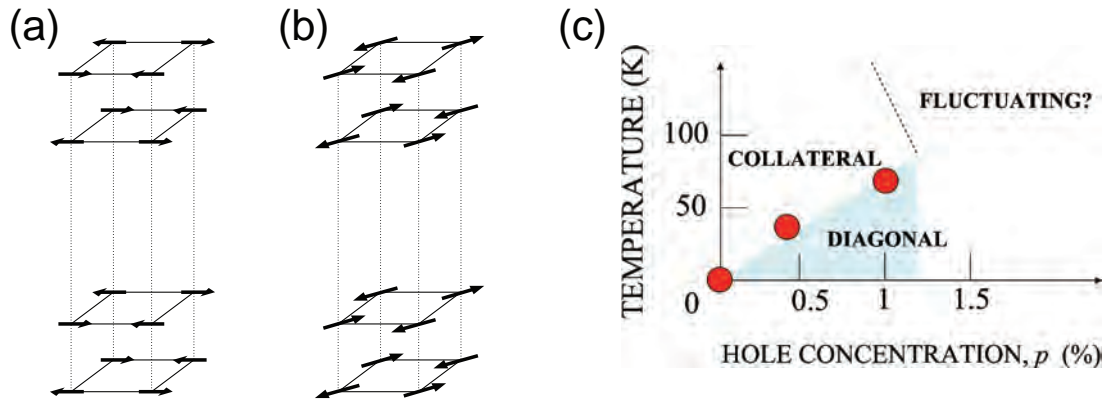 (a)
(b)
(c)
TEMPERATURE (K)
100
50
0
FLUCTUATING?
COLLATERAL
DIAGONAL
0.5
1
1.5
HOLE CONCENTRATION, p (%)